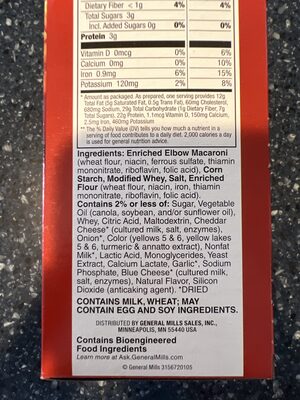 Dietary Fiber < 1g 4% 4%
Total Sugars 3g
Incl. Added Sugars 0g 0% 0%
Protein 3g
Vitamin D 0mcg 0% 6%
Calcium 0mg 0% 10%
Iron 0.9mg 6% 15%
Potassium 120mg 2% 8%
*Amount as packaged. As prepared, one serving provides 12g
Total Fat (5g Saturated Fat, 0.5g Trans Fat), 60mg Cholesterol,
680mg Sodium, 29g Total Carbohydrate (1g Dietary Fiber, 7g
Total Sugars), 22g Protein, 1.1mcg Vitamin D, 150mg Calcium,
2.5mg Iron, 460mg Potassium
** The % Daily Value (DV) tells you how much a nutrient in a
serving of food contributes to a daily diet. 2,000 calories a day
is used for general nutrition advice.
Ingredients: Enriched Elbow Macaroni
(wheat flour, niacin, ferrous sulfate, thiamin
mononitrate, riboflavin, folic acid), Corn
Starch, Modified Whey, Salt, Enriched
Flour (wheat flour, niacin, iron, thiamin
mononitrate, riboflavin, folic acid).
Contains 2% or less of: Sugar, Vegetable
Oil (canola, soybean, and/or sunflower oil),
Whey, Citric Acid, Maltodextrin, Cheddar
Cheese* (cultured milk, salt, enzymes),
Onion*, Color (yellows 5 & 6, yellow lakes
5 & 6, turmeric & annatto extract), Nonfat
Milk*, Lactic Acid, Monoglycerides, Yeast
Extract, Calcium Lactate, Garlic*, Sodium
Phosphate, Blue Cheese* (cultured milk,
salt, enzymes), Natural Flavor, Silicon
Dioxide (anticaking agent). *DRIED
CONTAINS MILK, WHEAT; MAY
CONTAIN EGG AND SOY INGREDIENTS.
DISTRIBUTED BY GENERAL MILLS SALES, INC.,
MINNEAPOLIS, MN 55440 USA
Contains Bioengineered
Food Ingredients
Learn more at Ask.GeneralMills.com
© General Mills 3156720105